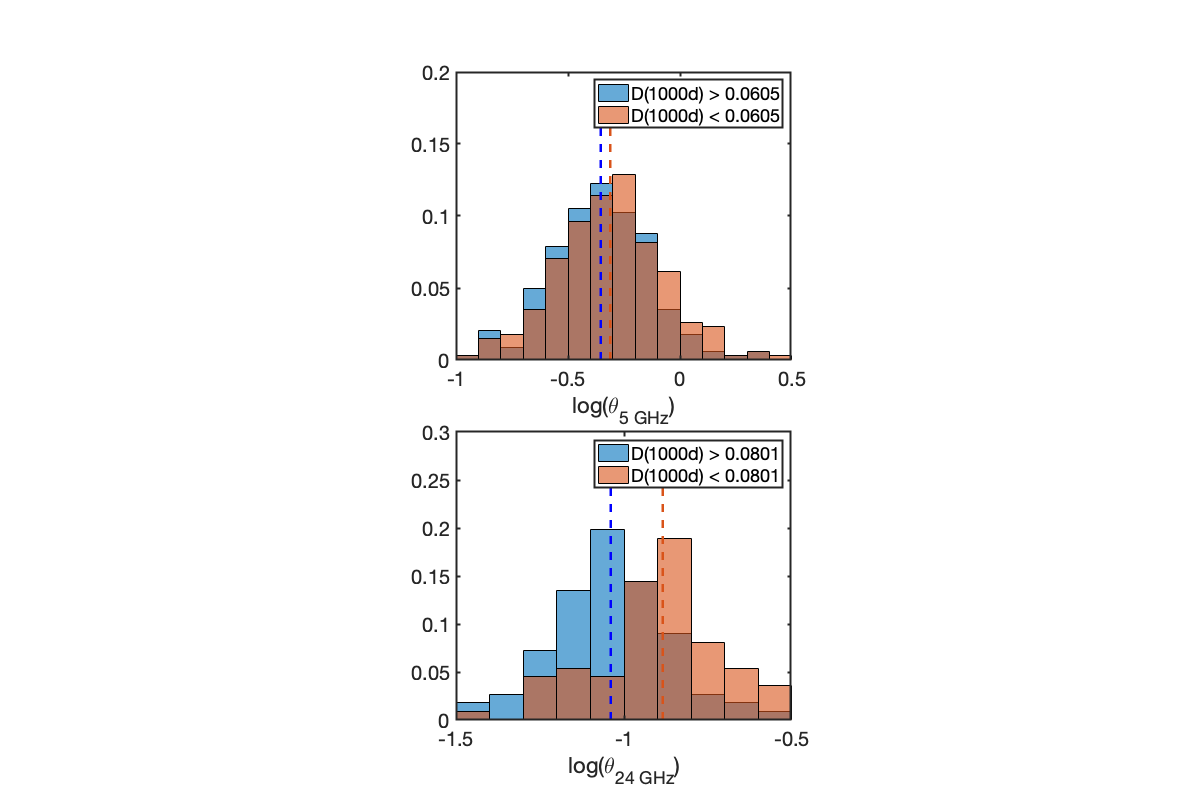 0.2
D(1000d) > 0.0605
D(1000d) < 0.0605
0.15
0.1
0.05
0
-1 -0.5 0 0.5
log(θ5 GHz)
0.3
D(1000d) > 0.0801
D(1000d) < 0.0801
0.25
0.2
0.15
0.1
0.05
0
-1.5 -1 -0.5
log(θ24 GHz)